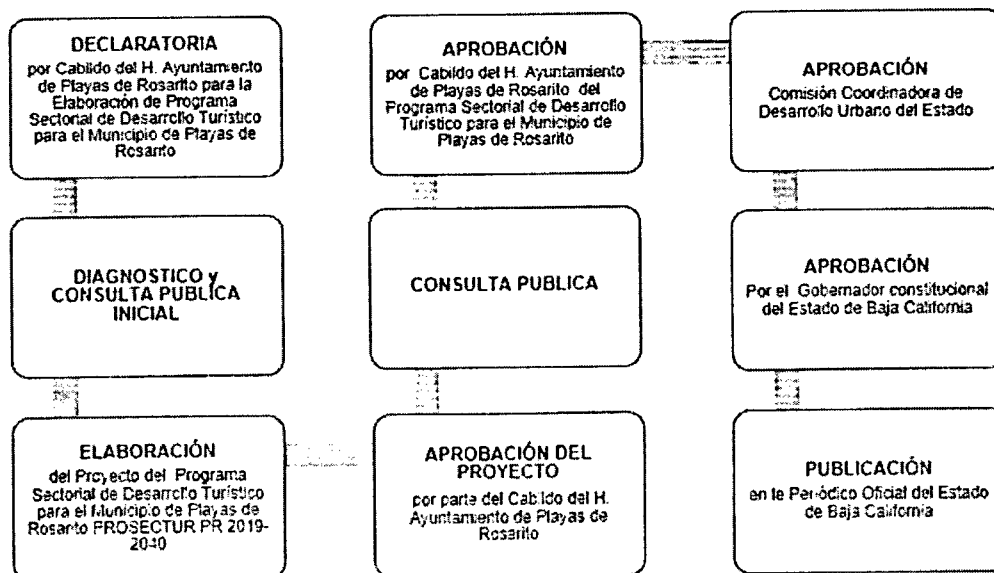 DECLARATORIA
por Cabildo del H. Ayuntamiento
de Playas de Rosarito para la
Elaboración de Programa
Sectorial de Desarrollo Turístico
para el Municipio de Playas de
Rosarito
DIAGNOSTICO y
CONSULTA PUBLICA
INICIAL
ELABORACIÓN
del Proyecto del Programa
Sectorial de Desarrollo Turístico
para el Municipio de Playas de
Rosarito PROSECTUR PR 2019-
2040
APROBACIÓN DEL
PROYECTO
por parte del Cabildo del H.
Ayuntamiento de Playas de
Rosarito
CONSULTA PUBLICA
APROBACIÓN
por Cabildo del H. Ayuntamiento
de Playas de Rosarito del
Programa Sectorial de Desarrollo
Turístico para el Municipio de
Playas de Rosarito
APROBACIÓN
Comisión Coordinadora de
Desarrollo Urbano del Estado
APROBACIÓN
Por el Gobernador constitucional
del Estado de Baja California
PUBLICACIÓN
en le Periódico Oficial del Estado
de Baja California